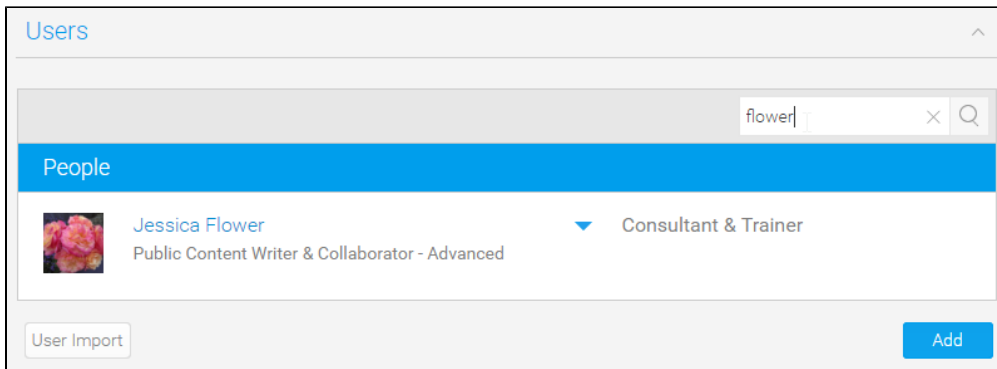 Users
flower
People
Jessica Flower
Consultant & Trainer
Public Content Writer & Collaborator - Advanced
User Import
Add